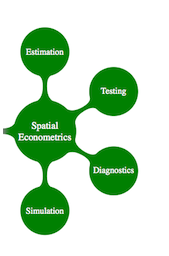 Estimation
Testing
Spatial
Econometrics
Diagnostics
Simulation